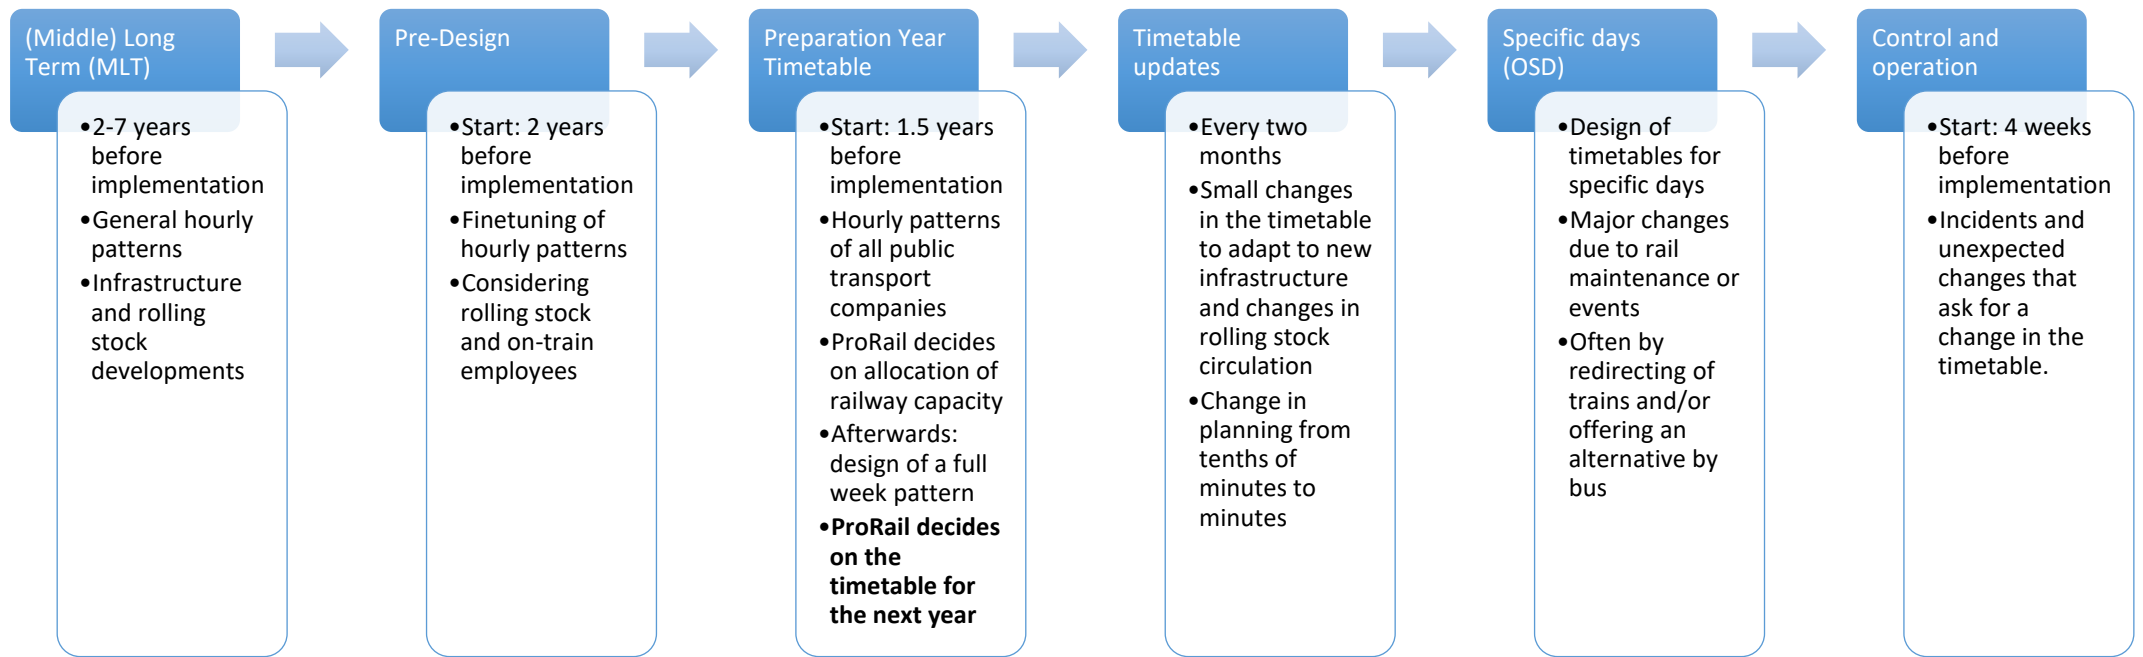 (Middle) Long
Term (MLT)
•2-7 years
before
implementation
•General hourly
patterns
•Infrastructure
and rolling
stock
developments
Pre-Design
•Start: 2 years
before
implementation
•Finetuning of
hourly patterns
•Considering
rolling stock
and on-train
employees
Preparation Year
Timetable
•Start: 1.5 years
before
implementation
•Hourly patterns
of all public
transport
companies
•ProRail decides
on allocation of
railway capacity
•Afterwards:
design of a full
week pattern
•ProRail decides
on the
timetable for
the next year
Timetable
updates
•Every two
months
•Small changes
in the timetable
to adapt to new
infrastructure
and changes in
rolling stock
circulation
•Change in
planning from
tenths of
minutes to
minutes
Specific days
(OSD)
•Design of
timetables for
specific days
•Major changes
due to rail
maintenance or
events
•Often by
redirecting of
trains and/or
offering an
alternative by
bus
Control and
operation
•Start: 4 weeks
before
implementation
•Incidents and
unexpected
changes that
ask for a
change in the
timetable.